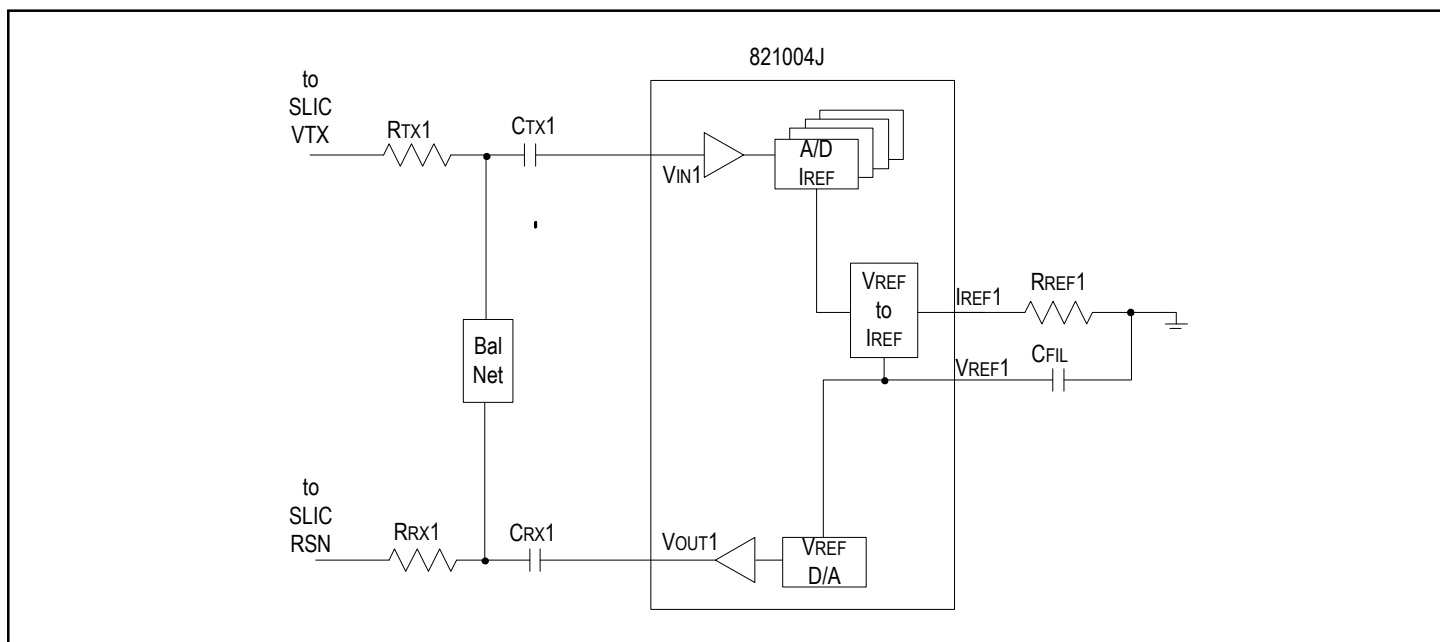 821004J
to
SLIC
VTX
RTX1
CTX1
VIN1
A/D
IREF
VREF
to
IREF
IREF1
RREF1
VREF1
CFIL
Bal
Net
to
SLIC
RSN
RRX1
CRX1
VOUT1
VREF
D/A